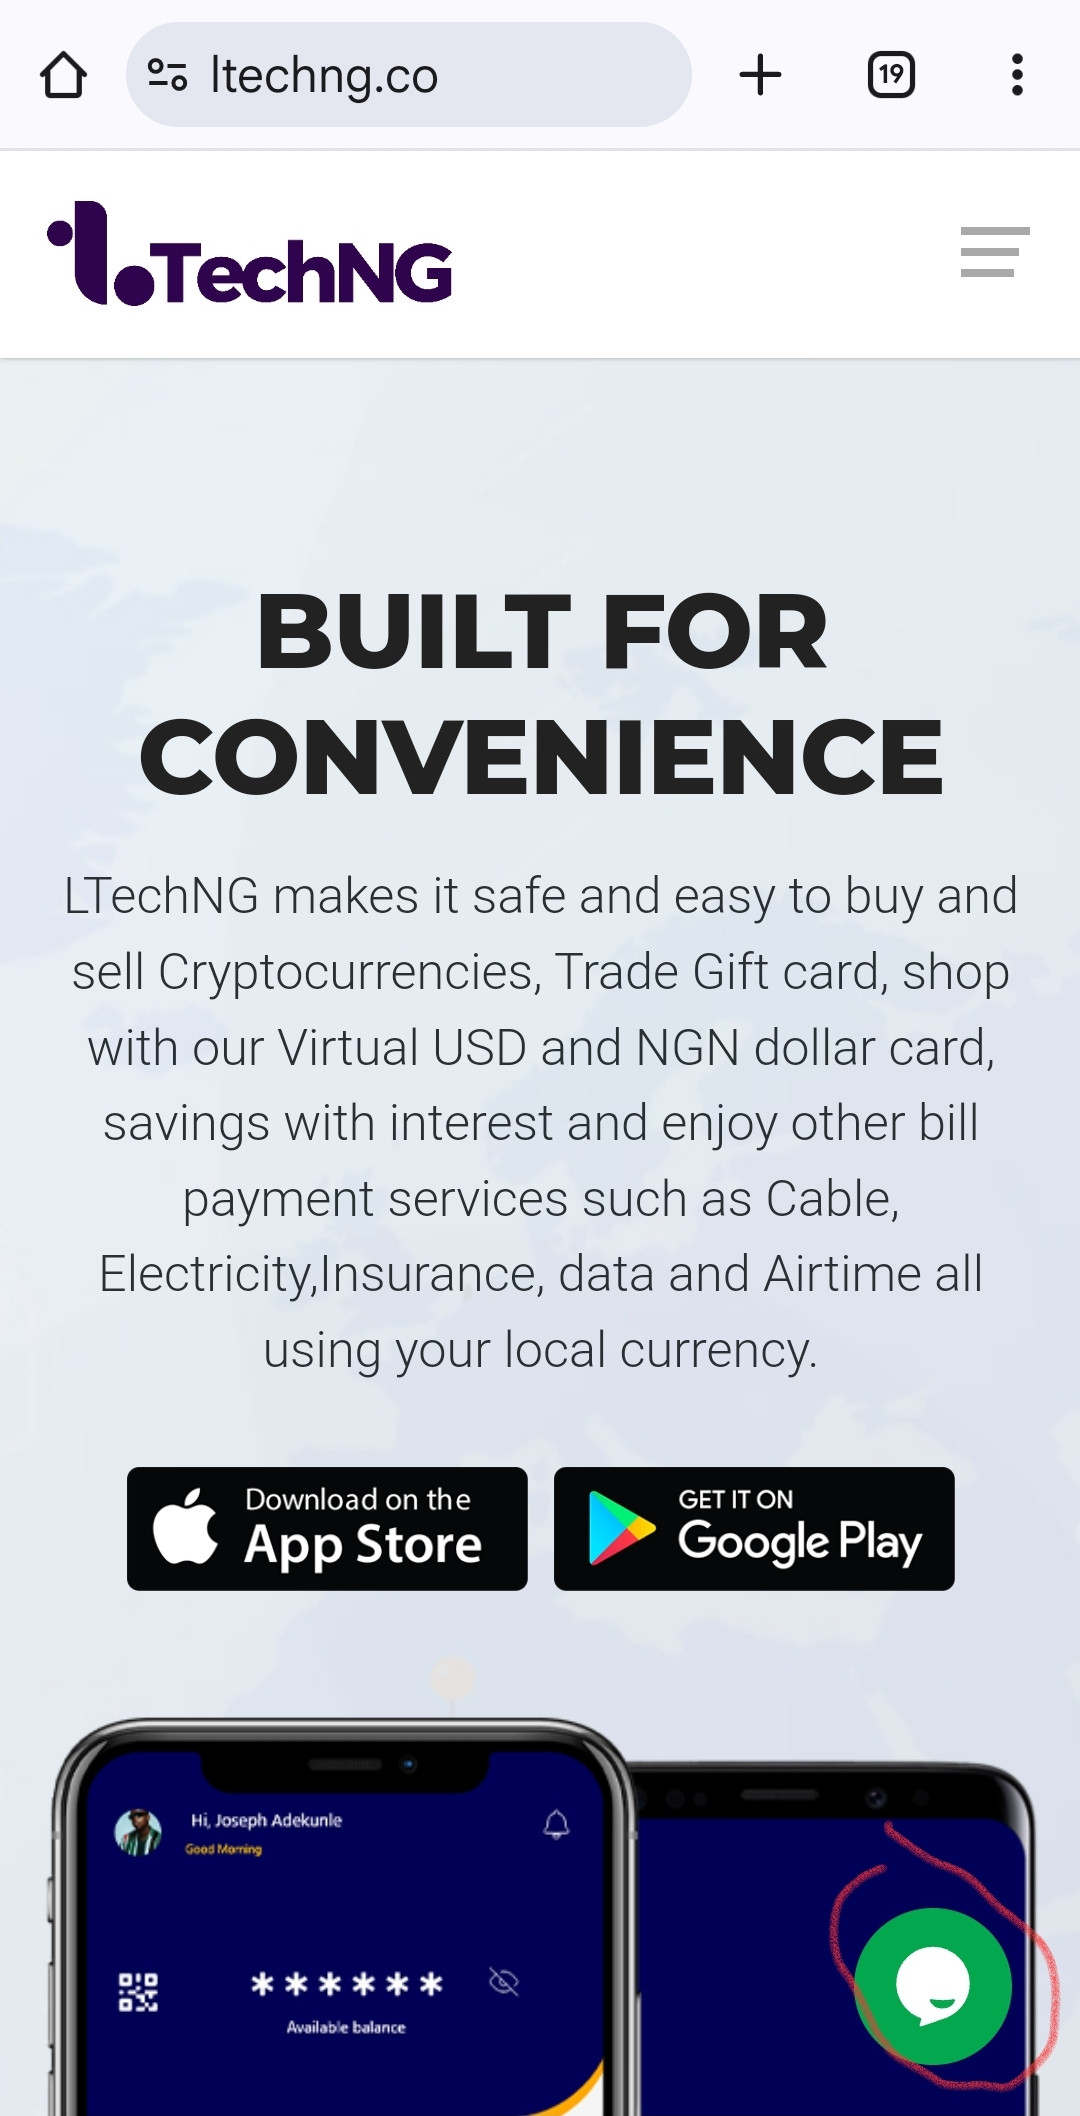 ltechng.co
19
LTechNG
BUILT FOR
CONVENIENCE
LTechNG makes it safe and easy to buy and
sell Cryptocurrencies, Trade Gift card, shop
with our Virtual USD and NGN dollar card,
savings with interest and enjoy other bill
payment services such as Cable,
Electricity,Insurance, data and Airtime all
using your local currency.
Download on the
App Store
GET IT ON
Google Play
Hi, Joseph Adekunle
Good Morning
******
Available balance